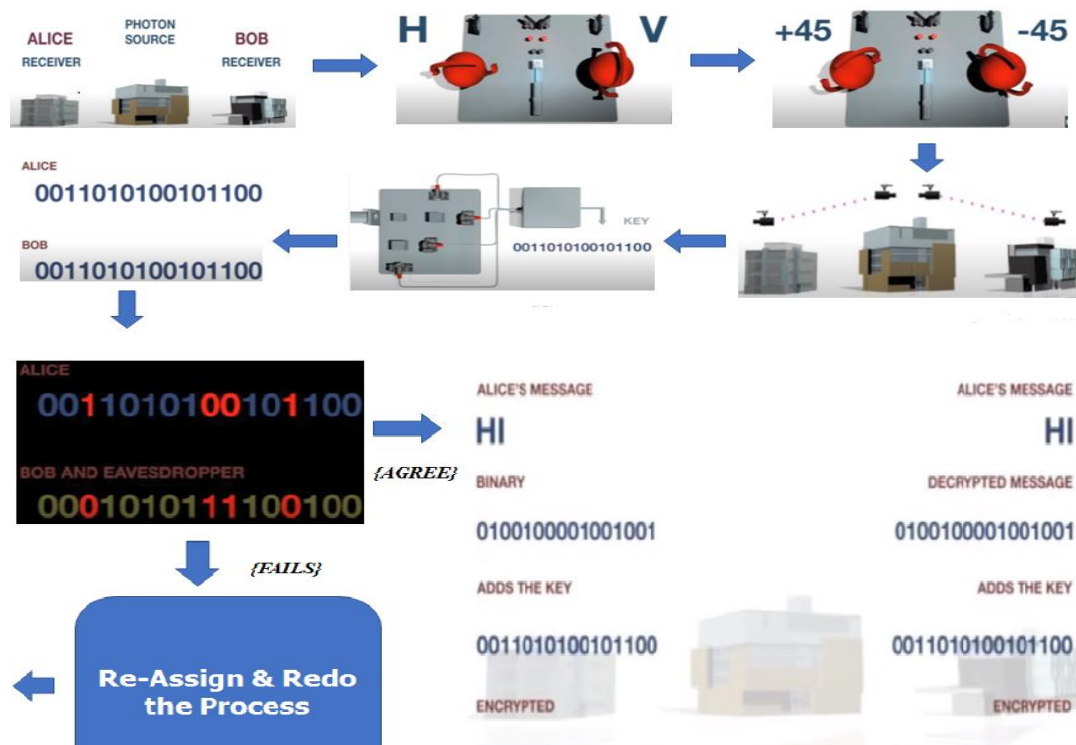 ALICE
RECEIVER
PHOTON
SOURCE
BOB
RECEIVER
H
V
+45
-45
ALICE
0011010100101100
BOB
0011010100101100
KEY
0011010100101100
ALICE
0011010100101100
BOB AND EAVESDROPPER
0001010111100100
{AGREE}
{FAILS}
Re-Assign & Redo
the Process
ALICE'S MESSAGE
HI
BINARY
0100100001001001
ADDS THE KEY
0011010100101100
ENCRYPTED
ALICE'S MESSAGE
HI
DECRYPTED MESSAGE
0100100001001001
ADDS THE KEY
0011010100101100
ENCRYPTED